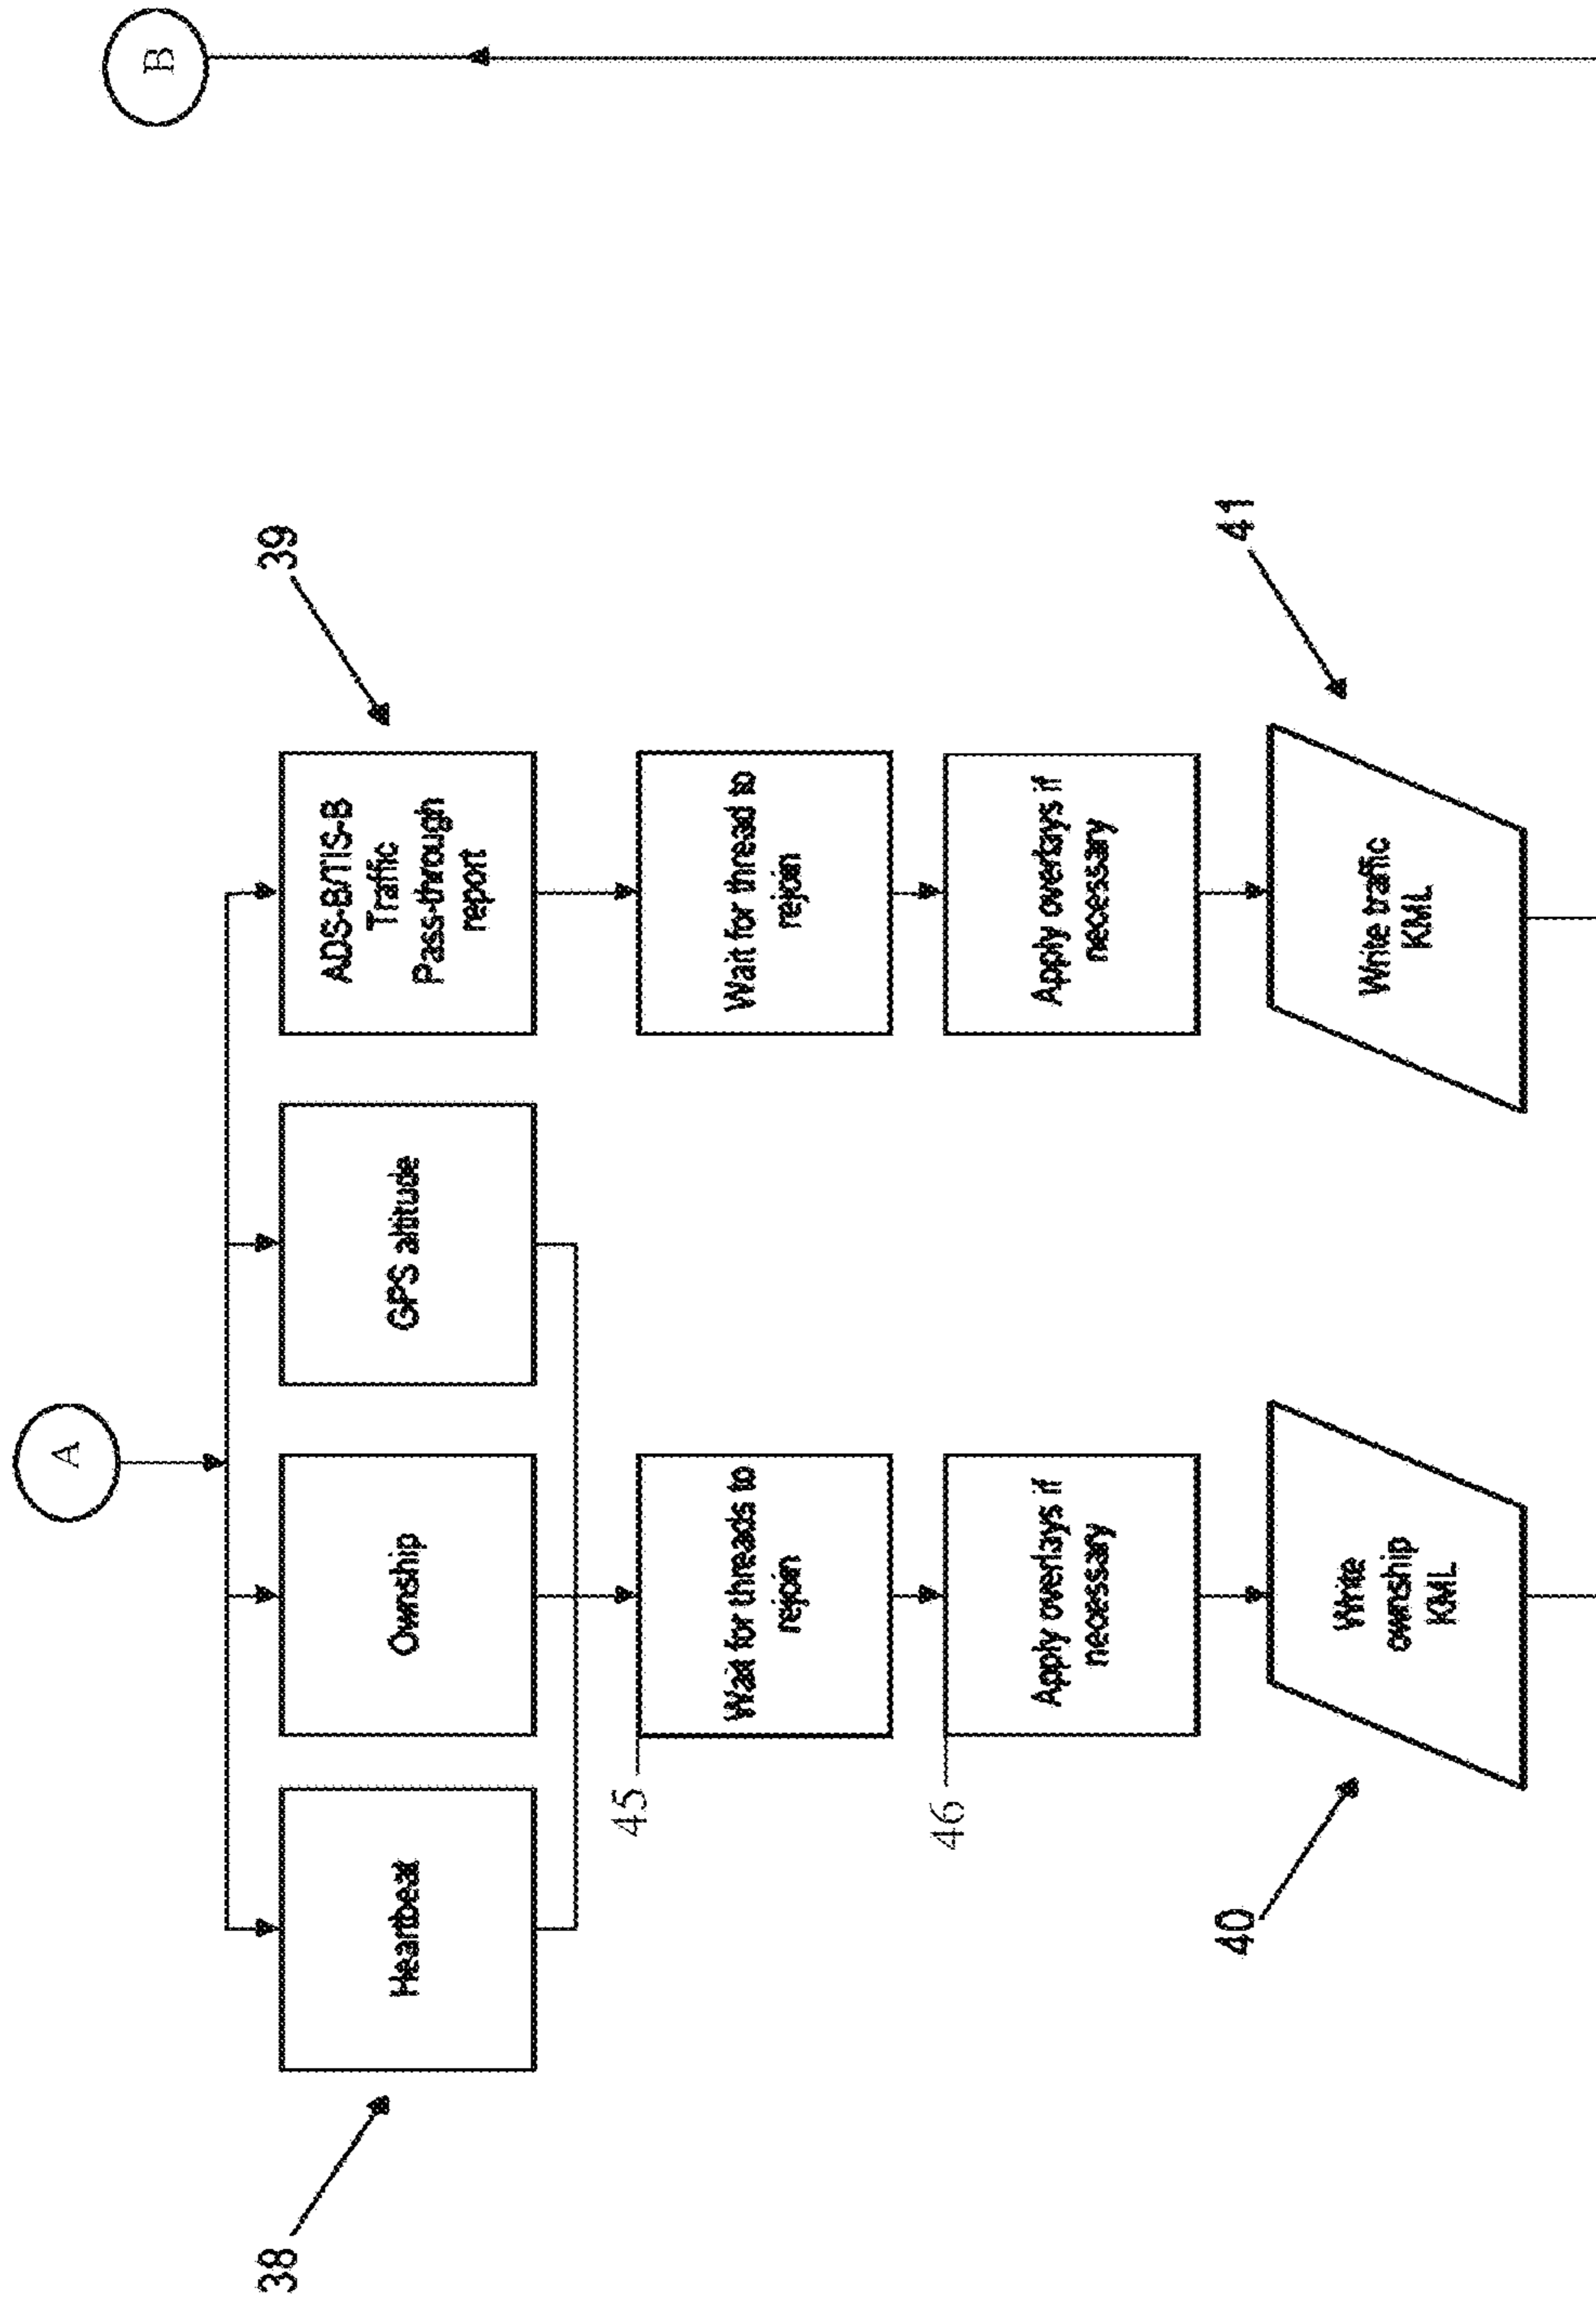 A
B
38
Heartbeat
Ownship
GPS altitude
ADS-B/TIS-B
Traffic
Pass-through
report
39
45
Wait for threads to
rejoin
Wait for thread to
rejoin
46
Apply overlays if
necessary
Apply overlays if
necessary
40
Write
ownship
KML
Write traffic
KML
41